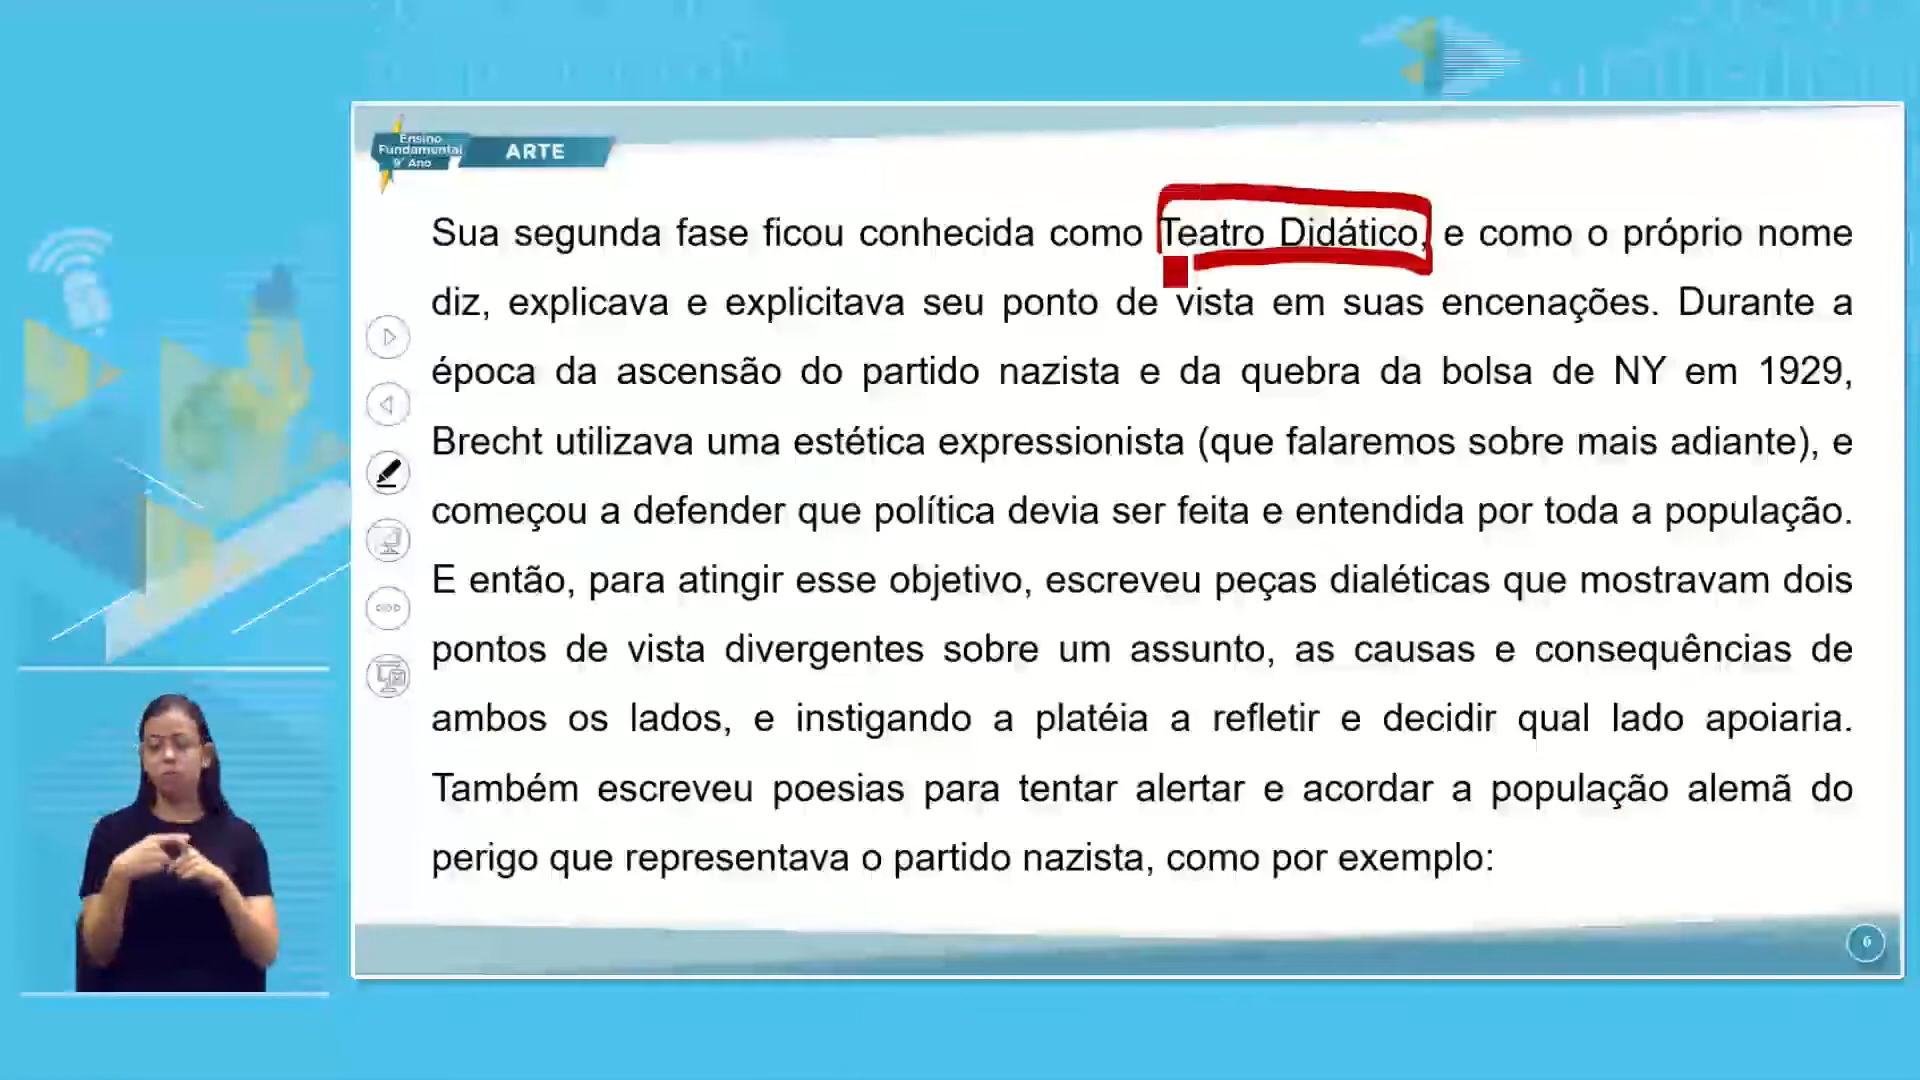 Ensino
Fundamental
9° Ano
ARTE
Sua segunda fase ficou conhecida como Teatro Didático, e como o próprio nome
diz, explicava e explicitava seu ponto de vista em suas encenações. Durante a
época da ascensão do partido nazista e da quebra da bolsa de NY em 1929,
Brecht utilizava uma estética expressionista (que falaremos sobre mais adiante), e
começou a defender que política devia ser feita e entendida por toda a população.
E então, para atingir esse objetivo, escreveu peças dialéticas que mostravam dois
pontos de vista divergentes sobre um assunto, as causas e consequências de
ambos os lados, e instigando a platéia a refletir e decidir qual lado apoiaria.
Também escreveu poesias para tentar alertar e acordar a população alemã do
perigo que representava o partido nazista, como por exemplo:
6